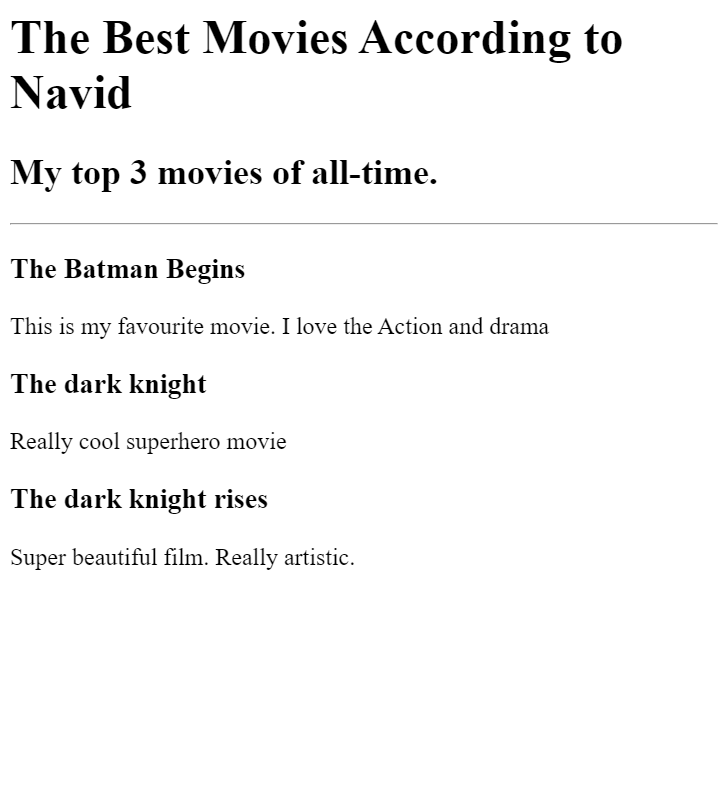 The Best Movies According to
Navid
My top 3 movies of all-time.
The Batman Begins
This is my favourite movie. I love the Action and drama
The dark knight
Really cool superhero movie
The dark knight rises
Super beautiful film. Really artistic.